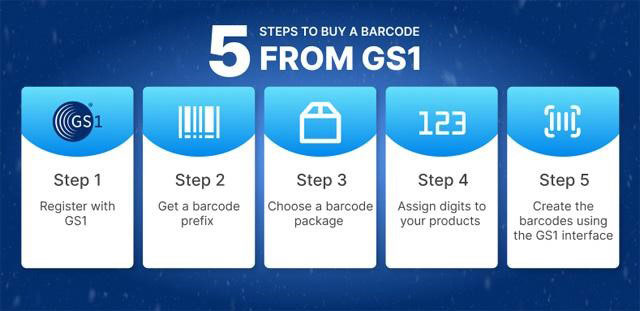 5
STEPS TO BUY A BARCODE
FROM GS1
GS1
Step 1
Register with
GS1
Step 2
Get a barcode
prefix
Step 3
Choose a barcode
package
123
Step 4
Assign digits to
your products
Step 5
Create the
barcodes using
the GS1 interface